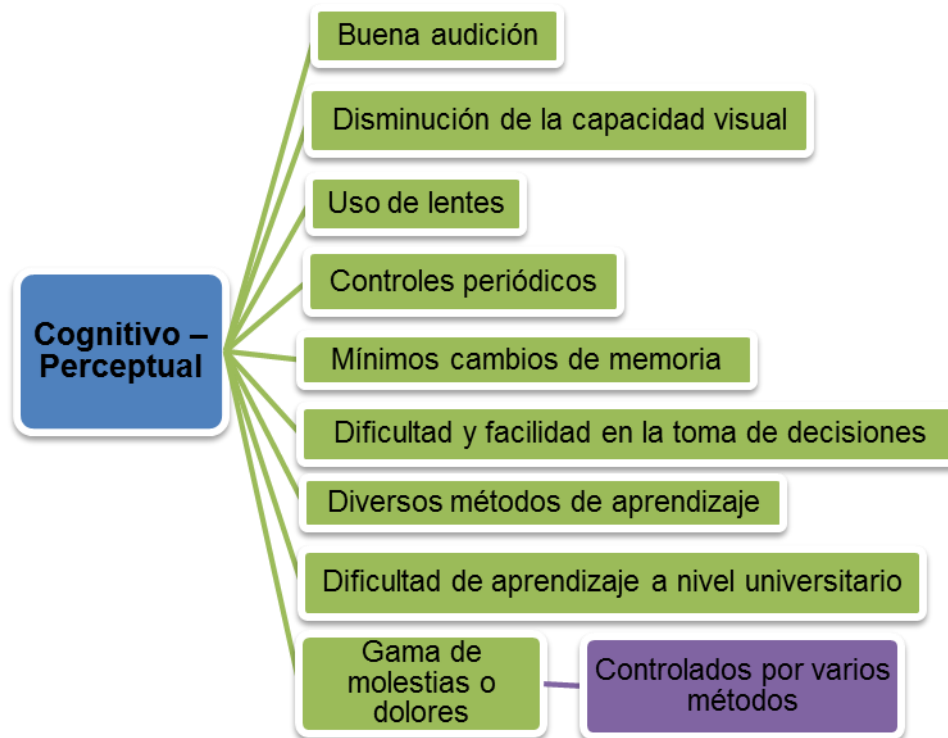 Buena audición
Disminución de la capacidad visual
Uso de lentes
Controles periódicos
Cognitivo –
Perceptual
Mínimos cambios de memoria
Dificultad y facilidad en la toma de decisiones
Diversos métodos de aprendizaje
Dificultad de aprendizaje a nivel universitario
Gama de
molestias o
dolores
Controlados por varios
métodos